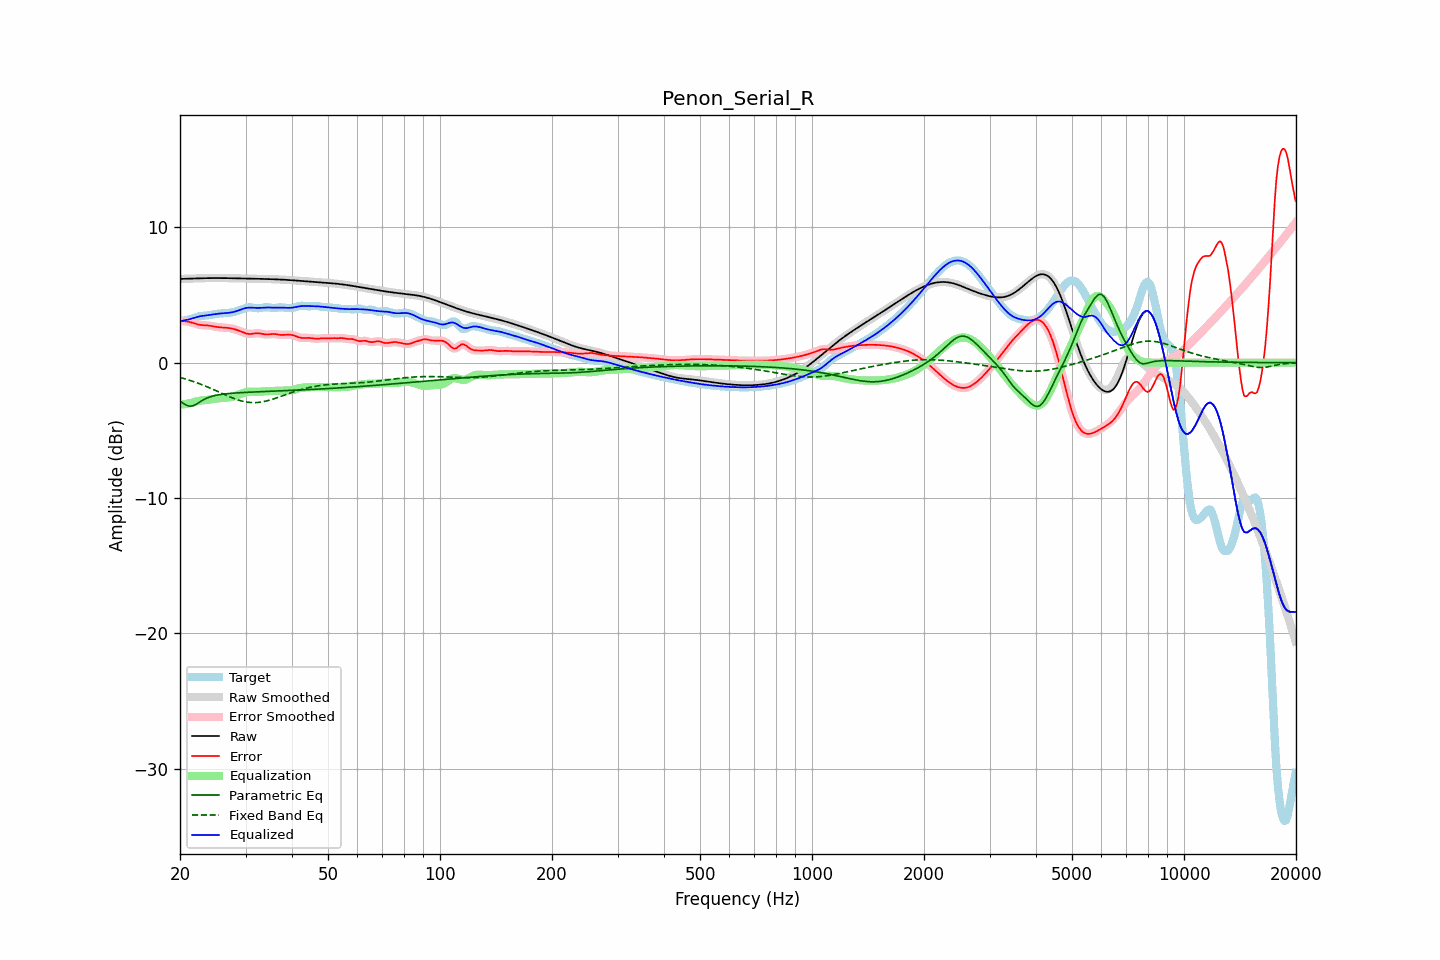 Penon_Serial_R
Amplitude (dBr)
10
0
−10
−20
−30
Target
Raw Smoothed
Error Smoothed
Raw
Error
Equalization
Parametric Eq
Fixed Band Eq
Equalized
20 50 100 200 500 1000 2000 5000 10000 20000
Frequency (Hz)